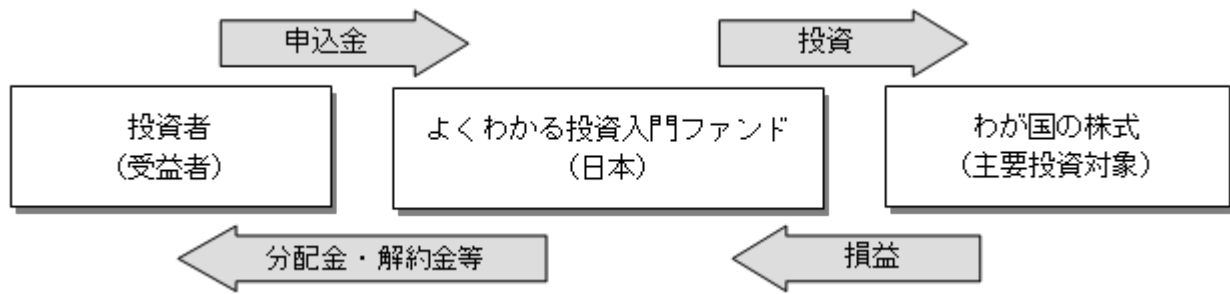 申込金
投資
投資者
(受益者)
よくわかる投資入門ファンド
(日本)
わが国の株式
(主要投資対象)
分配金・解約金等
損益